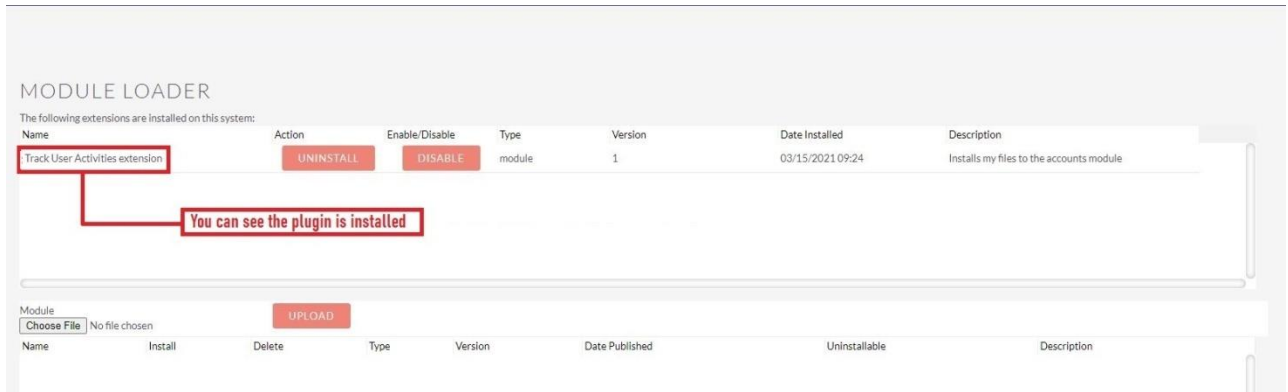 MODULE LOADER
The following extensions are installed on this system:
Name Action Enable/Disable Type Version Date Installed Description
Track User Activities extension UNINSTALL DISABLE module 1 03/15/2021 09:24 Installs my files to the accounts module
You can see the plugin is installed
Module
Choose File No file chosen UPLOAD
Name Install Delete Type Version Date Published Uninstallable Description